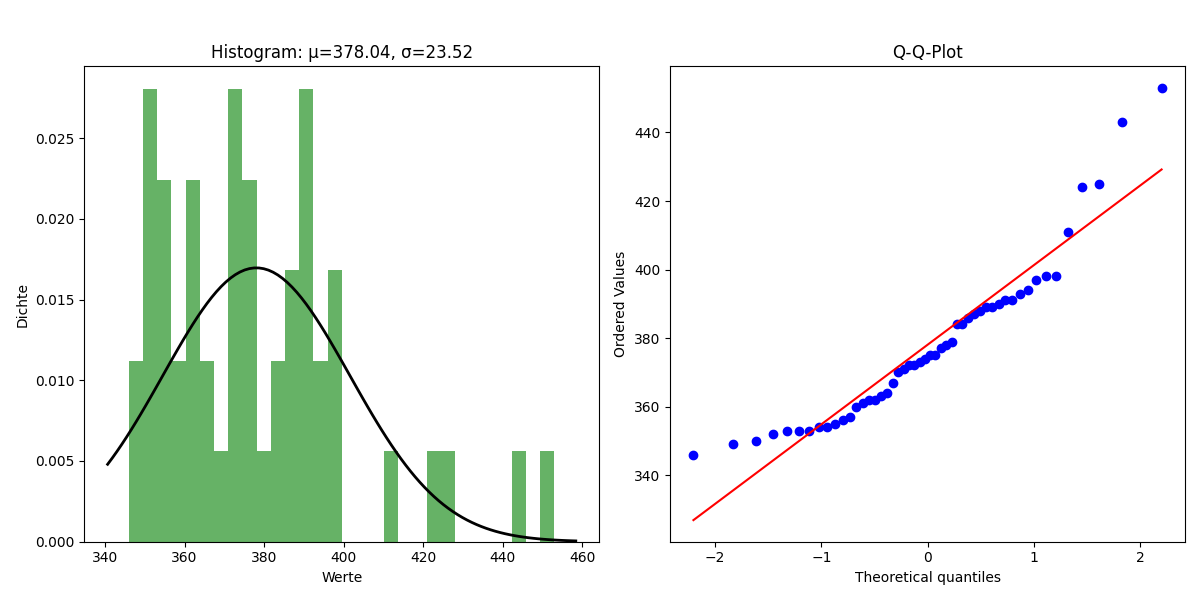 Histogram: μ=378.04, σ=23.52
Dichte
0.025
0.020
0.015
0.010
0.005
0.000
340 360 380 400 420 440 460
Werte
Q-Q-Plot
Ordered Values
440
420
400
380
360
340
−2 −1 0 1 2
Theoretical quantiles